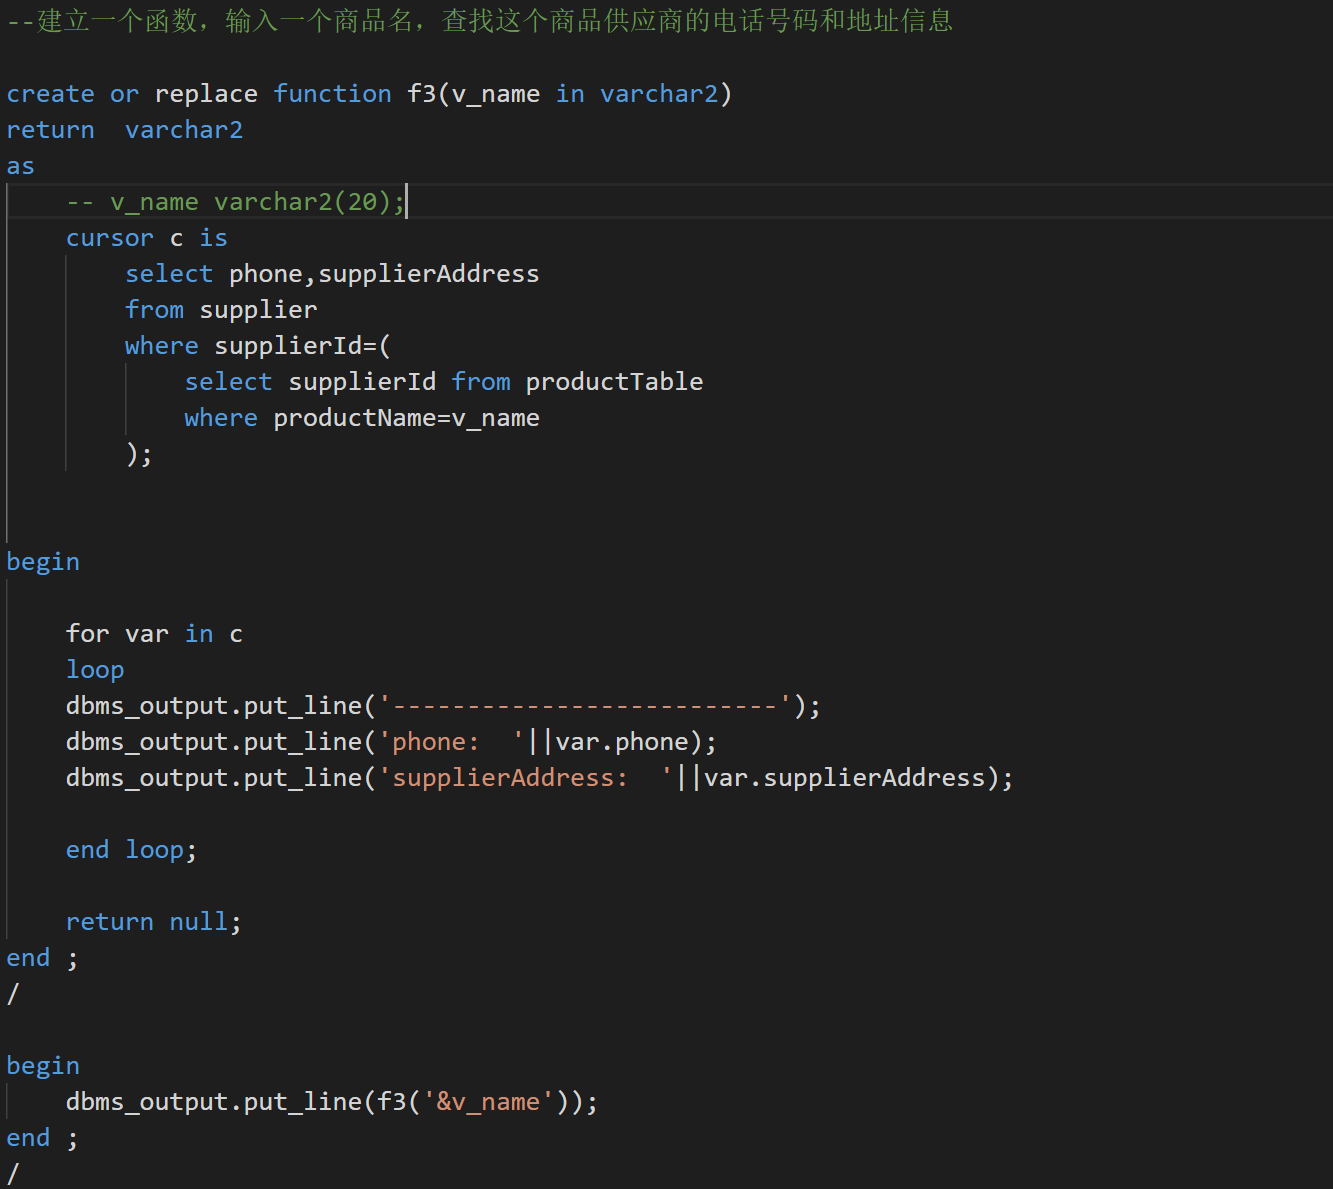 --建立一个函数，输入一个商品名，查找这个商品供应商的电话号码和地址信息
create or replace function f3(v_name in varchar2)
return  varchar2
as
    -- v_name varchar2(20);
    cursor c is
        select phone,supplierAddress
        from supplier
        where supplierId=(
            select supplierId from productTable
            where productName=v_name
        );
begin
    for var in c
    loop
    dbms_output.put_line('--------------------------');
    dbms_output.put_line('phone:  '||var.phone);
    dbms_output.put_line('supplierAddress:  '||var.supplierAddress);
    end loop;
    return null;
end ;
/
begin
    dbms_output.put_line(f3('&v_name'));
end ;
/